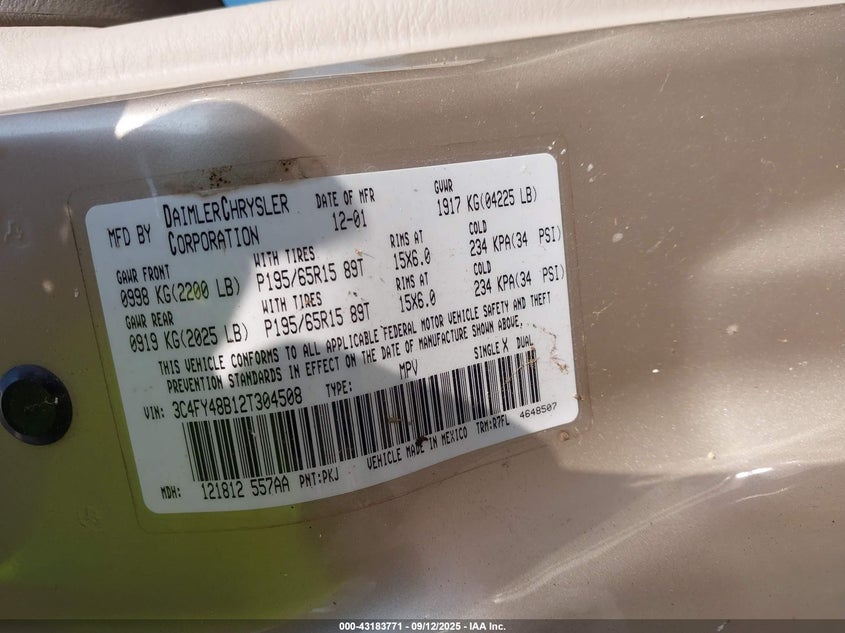 MFD BY DAIMLERCHRYSLER CORPORATION DATE OF MFR 12-01 GVWR 1917 KG(04225 LB)
GAWR FRONT WITH TIRES RIMS AT COLD
0998 KG(2200 LB) P195/65R15 89T 15X6.0 234 KPA(34 PSI)
GAWR REAR WITH TIRES RIMS AT COLD
0919 KG(2025 LB) P195/65R15 89T 15X6.0 234 KPA(34 PSI)
THIS VEHICLE CONFORMS TO ALL APPLICABLE FEDERAL MOTOR VEHICLE SAFETY AND THEFT
PREVENTION STANDARDS IN EFFECT ON THE DATE OF MANUFACTURE SHOWN ABOVE.
VIN: 3C4FY48B12T304508 TYPE: MPV SINGLE X DUAL
MDH: 121812 557AA PNT:PKJ VEHICLE MADE IN MEXICO TRM:R7FL 4648507
000-43183771 - 09/12/2025 - IAA Inc.